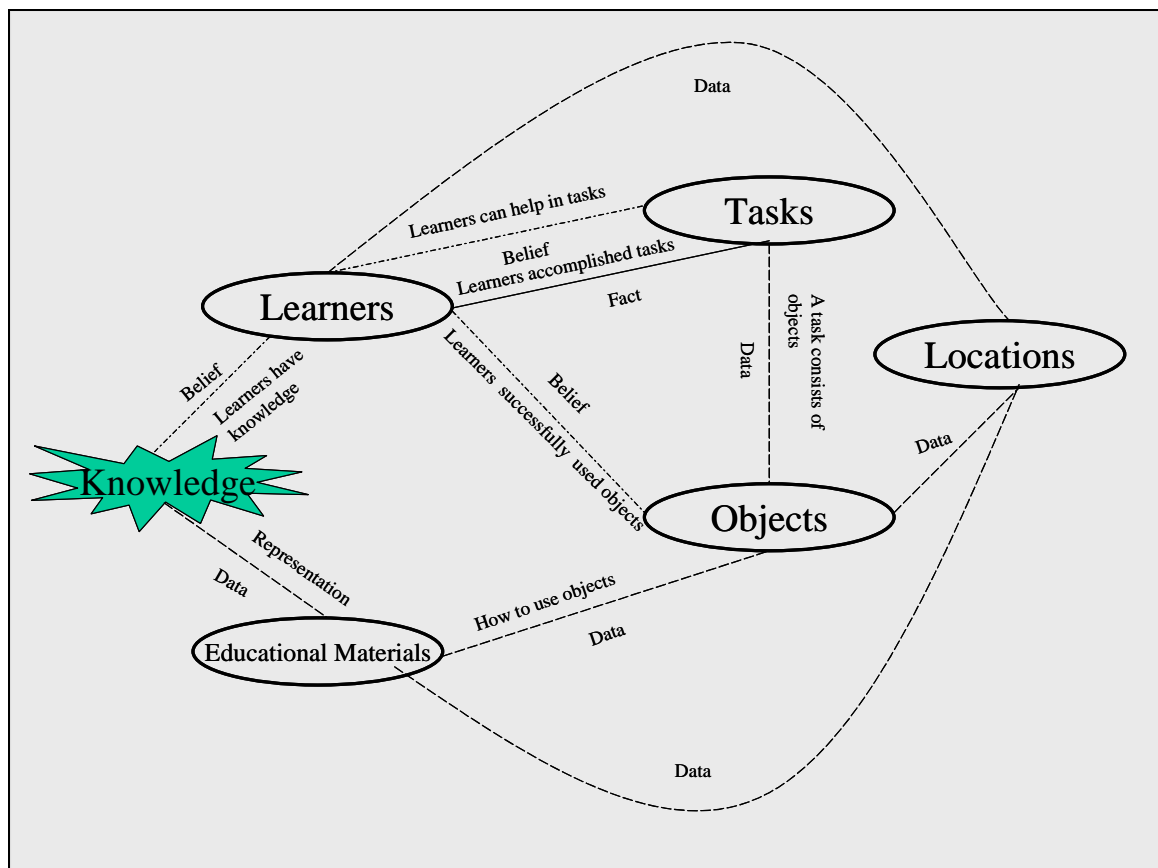 Data
Learners can help in tasks
Tasks
Belief
Learners accomplished tasks
Fact
Learners
A task consists of
objects
Data
Locations
Belief
Learners have
knowledge
Belief
Learners successfully used objects
Data
Knowledge
Objects
Representation
Data
How to use objects
Data
Educational Materials
Data